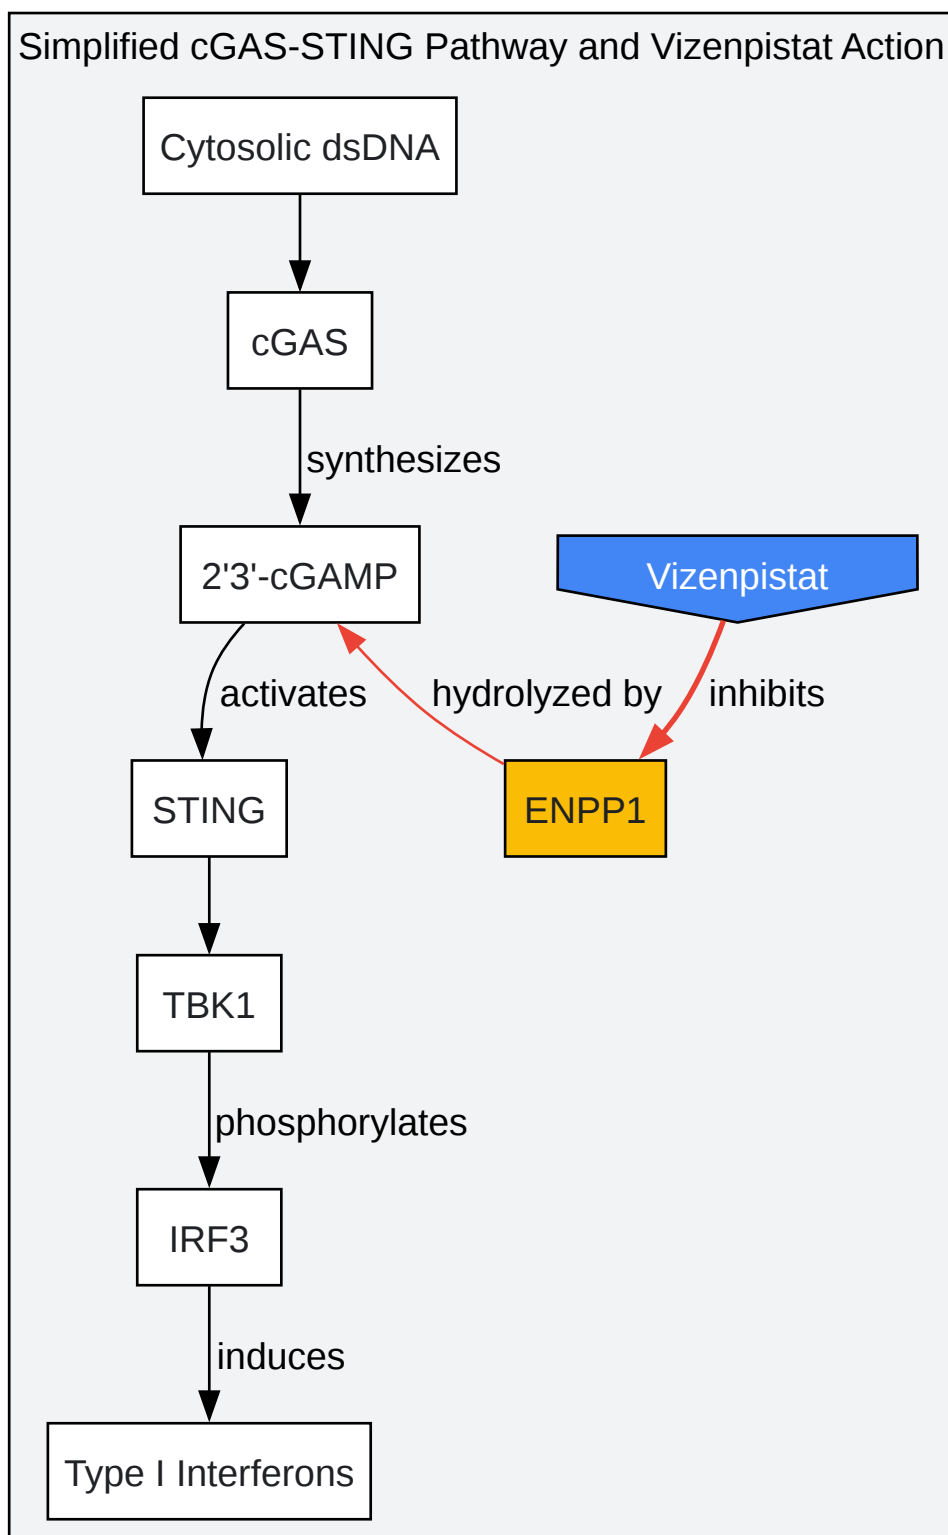 Simplified cGAS-STING Pathway and Vizenpistat Action
Cytosolic dsDNA
cGAS
synthesizes
2'3'-cGAMP
Vizenpistat
activates
hydrolyzed by
inhibits
STING
ENPP1
TBK1
phosphorylates
IRF3
induces
Type I Interferons